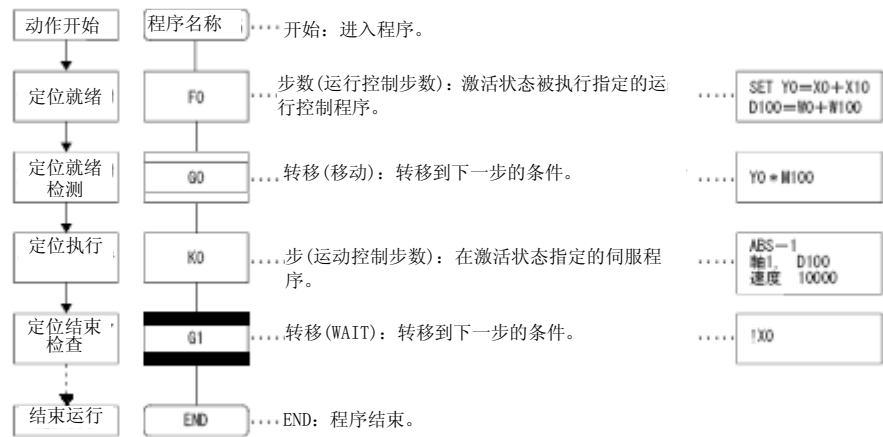 动作开始
程序名称
开始：进入程序。
定位就绪
F0
步数(运行控制步数)：激活状态被执行指定的运
行控制程序。
SET Y0=X0+X10
D100=W0+W100
定位就绪
检测
G0
转移(移动)：转移到下一步的条件。
Y0*M100
定位执行
K0
步(运动控制步数)：在激活状态指定的伺服程
序。
ABS-1
軸1, D100
速度 10000
定位结束
检查
G1
转移(WAIT)：转移到下一步的条件。
!X0
结束运行
END
END：程序结束。